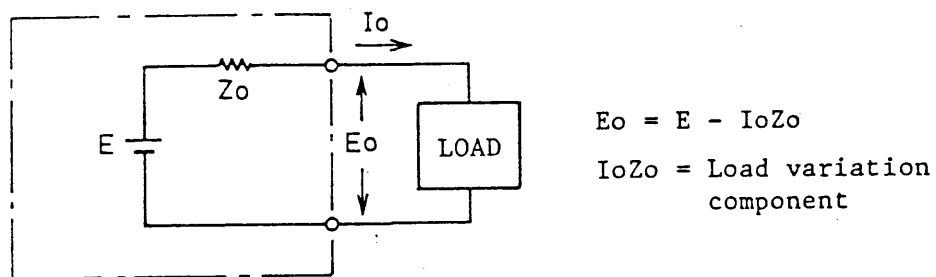 Io
Zo
E
Eo
LOAD
Eo = E - IoZo
IoZo = Load variation
component